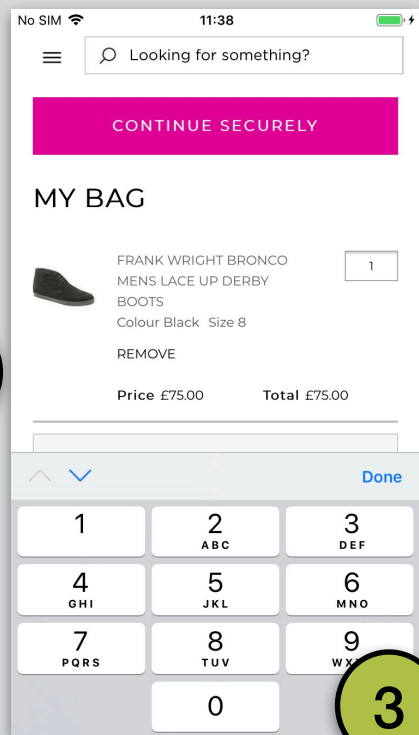 No SIM 11:38
Looking for something?
CONTINUE SECURELY
MY BAG
FRANK WRIGHT BRONCO 1
MENS LACE UP DERBY
BOOTS
Colour Black Size 8
REMOVE
Price £75.00 Total £75.00
Done
1 2 3
ABC DEF
4 5 6
GHI JKL MNO
7 8 9
PQRS TUV
0
3